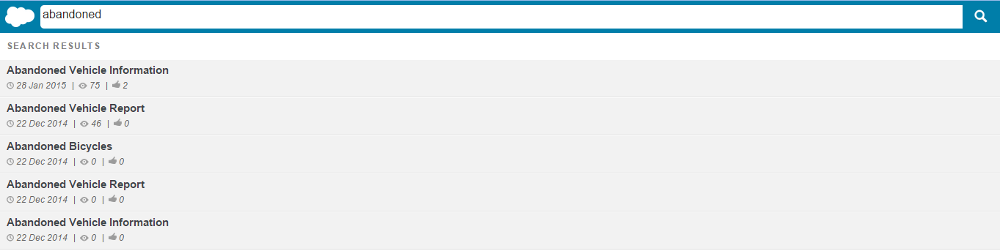 abandoned
SEARCH RESULTS
Abandoned Vehicle Information
28 Jan 2015 | 75 | 2
Abandoned Vehicle Report
22 Dec 2014 | 46 | 0
Abandoned Bicycles
22 Dec 2014 | 0 | 0
Abandoned Vehicle Report
22 Dec 2014 | 0 | 0
Abandoned Vehicle Information
22 Dec 2014 | 0 | 0